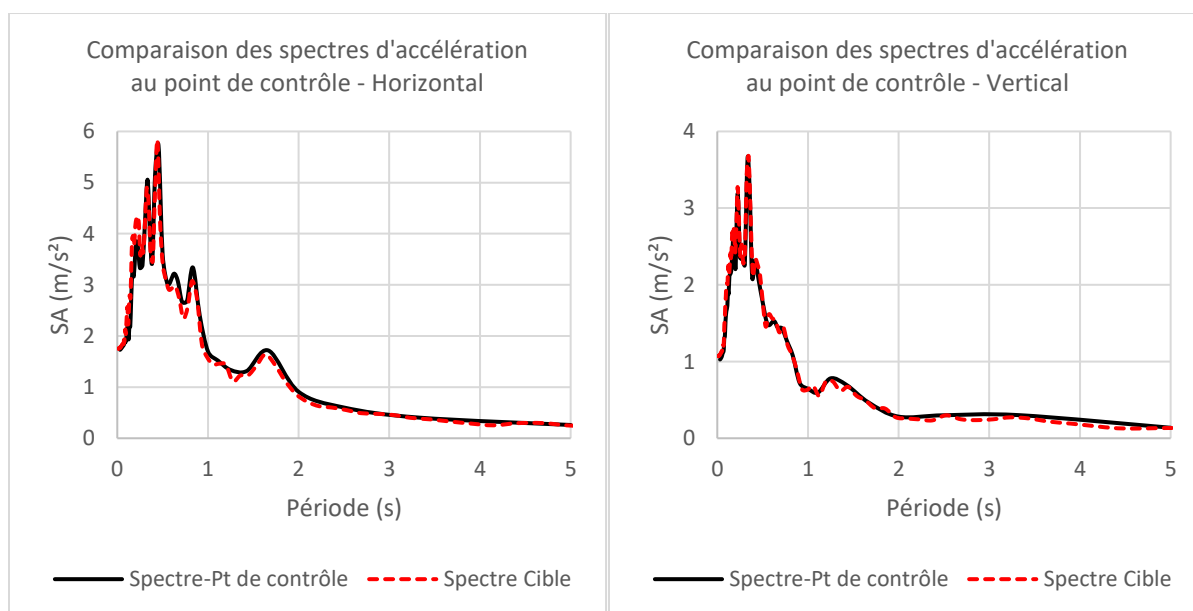 Comparaison des spectres d'accélération
au point de contrôle - Horizontal
6
5
4
3
2
1
0
SA (m/s²)
0 1 2 3 4 5
Période (s)
Spectre-Pt de contrôle Spectre Cible
Comparaison des spectres d'accélération
au point de contrôle - Vertical
4
3
2
1
0
SA (m/s²)
0 1 2 3 4 5
Période (s)
Spectre-Pt de contrôle Spectre Cible